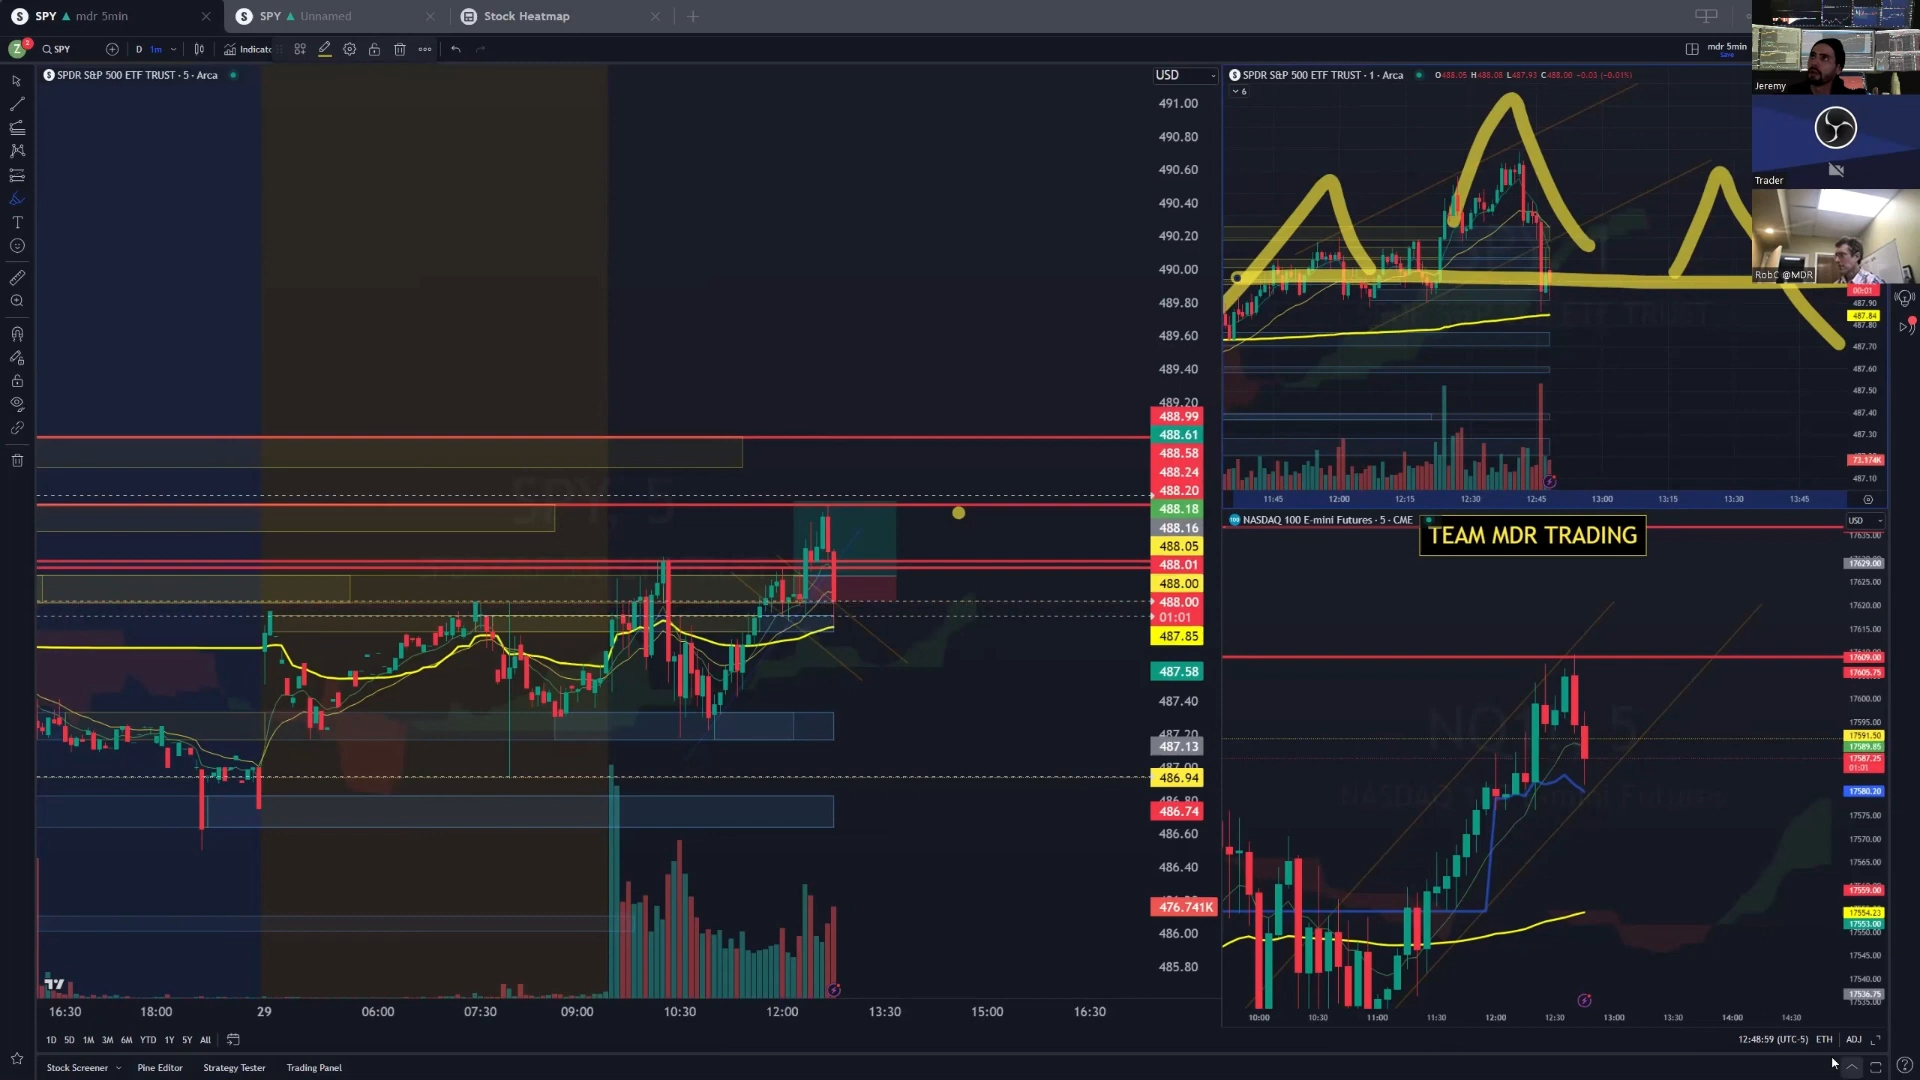 SPY mdr 5min
SPY Unnamed
Stock Heatmap
Z 2
SPY
D 1m
Indicato
mdr 5min
Save
SPDR S&P 500 ETF TRUST · 5 · Arca
USD
491.00
490.80
490.60
490.40
490.20
490.00
489.80
489.60
489.40
489.20
488.99
488.61
488.58
488.24
488.20
488.18
488.16
488.05
488.01
488.00
488.00
01:01
487.85
487.58
487.40
487.20
487.13
487.00
486.94
486.80
486.74
486.60
486.40
476.741K
486.00
485.80
SPY, 5
16:30 18:00 29 06:00 07:30 09:00 10:30 12:00 13:30 15:00 16:30
1D 5D 1M 3M 6M YTD 1Y 5Y All
Stock Screener
Pine Editor
Strategy Tester
Trading Panel
SPDR S&P 500 ETF TRUST · 1 · Arca O488.05 H488.08 L487.93 C488.00 -0.03 (-0.01%)
6
00:01
487.90
487.84
487.80
487.70
487.60
487.50
487.40
487.30
73.174K
487.10
11:45 12:00 12:15 12:30 12:45 13:00 13:15 13:30 13:45
NASDAQ 100 E-mini Futures · 5 · CME
TEAM MDR TRADING
USD
17635.00
17629.00
17625.00
17620.00
17615.00
17609.00
17605.75
17600.00
17595.00
17591.50
17589.85
17587.25
01:01
17580.20
17575.00
17570.00
17565.00
17559.00
17554.23
17553.00
17550.00
17545.00
17540.00
17536.75
17535.00
10:00 10:30 11:00 11:30 12:00 12:30 13:00 13:30 14:00 14:30
12:48:59 (UTC-5) ETH ADJ
Jeremy
Trader
RobC @MDR